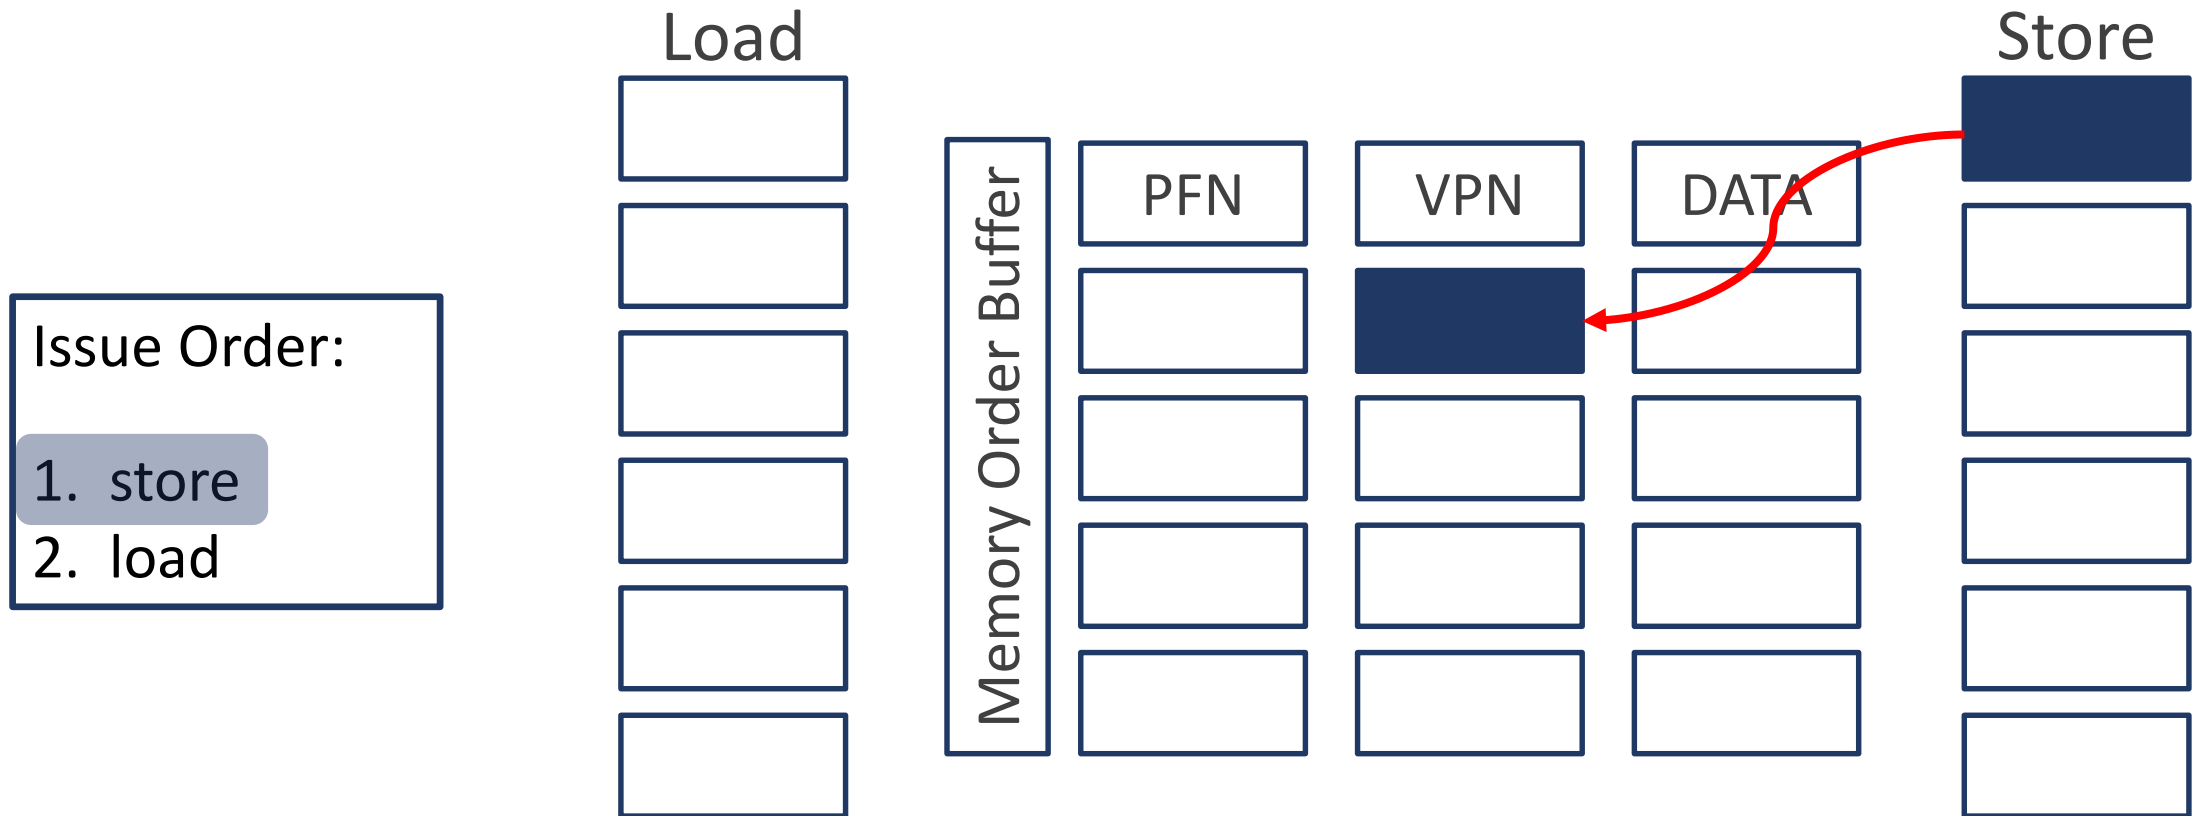 Load
Store
Issue Order:
1. store
2. load
Memory Order Buffer
PFN
VPN
DATA